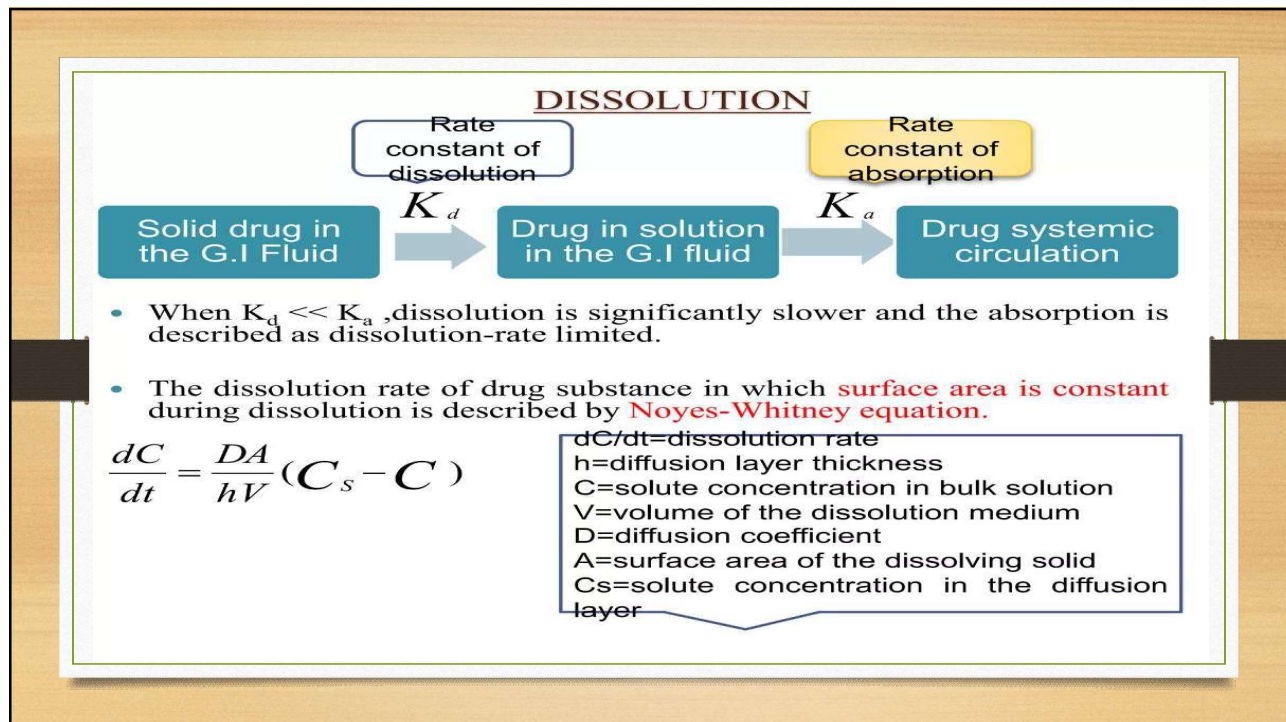 DISSOLUTION
Rate
constant of
dissolution
Rate
constant of
absorption
K d
K a
Solid drug in
the G.I Fluid
Drug in solution
in the G.I fluid
Drug systemic
circulation
• When Kd << Ka ,dissolution is significantly slower and the absorption is
described as dissolution-rate limited.
• The dissolution rate of drug substance in which surface area is constant
during dissolution is described by Noyes-Whitney equation.
dC/dt = DA/hV (CS – C )
dC/dt=dissolution rate
h=diffusion layer thickness
C=solute concentration in bulk solution
V=volume of the dissolution medium
D=diffusion coefficient
A=surface area of the dissolving solid
Cs=solute concentration in the diffusion
layer